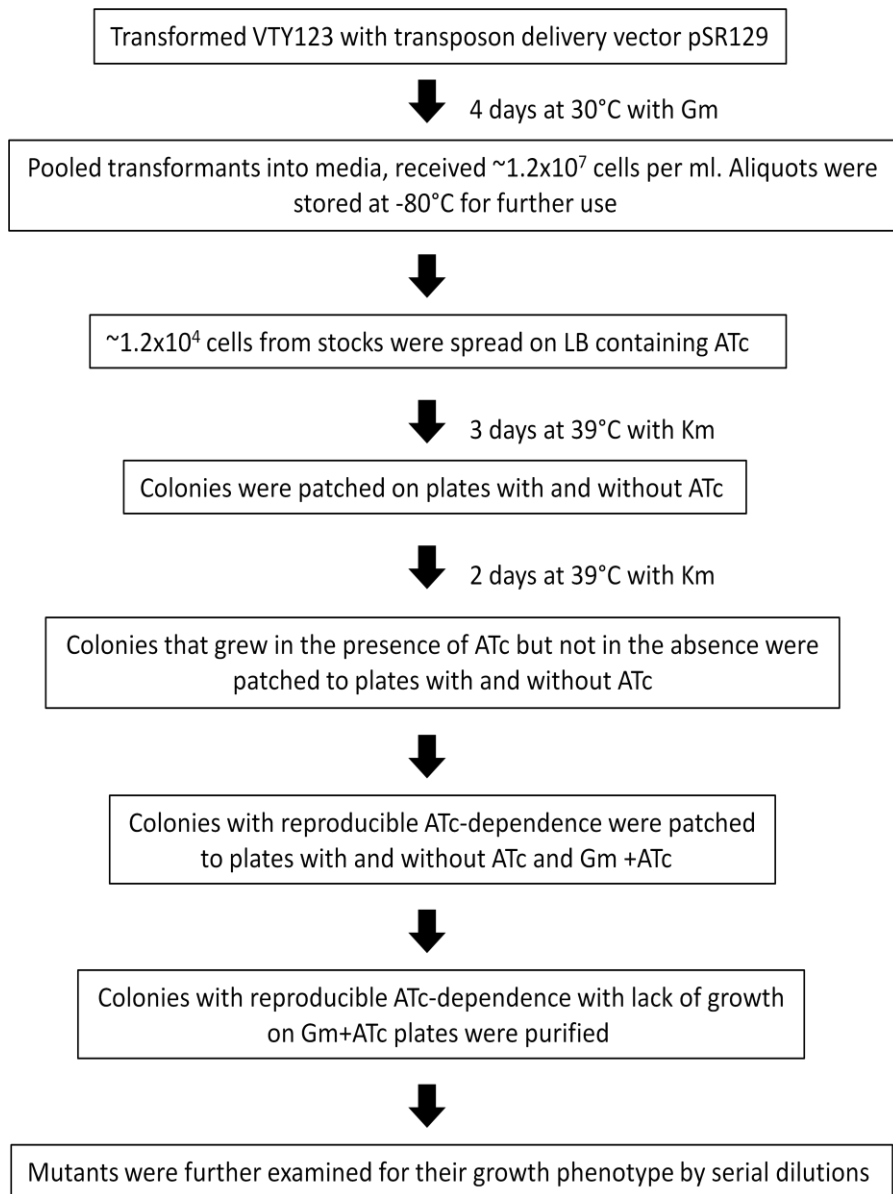 Transformed VTY123 with transposon delivery vector pSR129
4 days at 30°C with Gm
Pooled transformants into media, received ~1.2x10⁷ cells per ml. Aliquots were
stored at -80°C for further use
~1.2x10⁴ cells from stocks were spread on LB containing ATc
3 days at 39°C with Km
Colonies were patched on plates with and without ATc
2 days at 39°C with Km
Colonies that grew in the presence of ATc but not in the absence were
patched to plates with and without ATc
Colonies with reproducible ATc-dependence were patched
to plates with and without ATc and Gm +ATc
Colonies with reproducible ATc-dependence with lack of growth
on Gm+ATc plates were purified
Mutants were further examined for their growth phenotype by serial dilutions